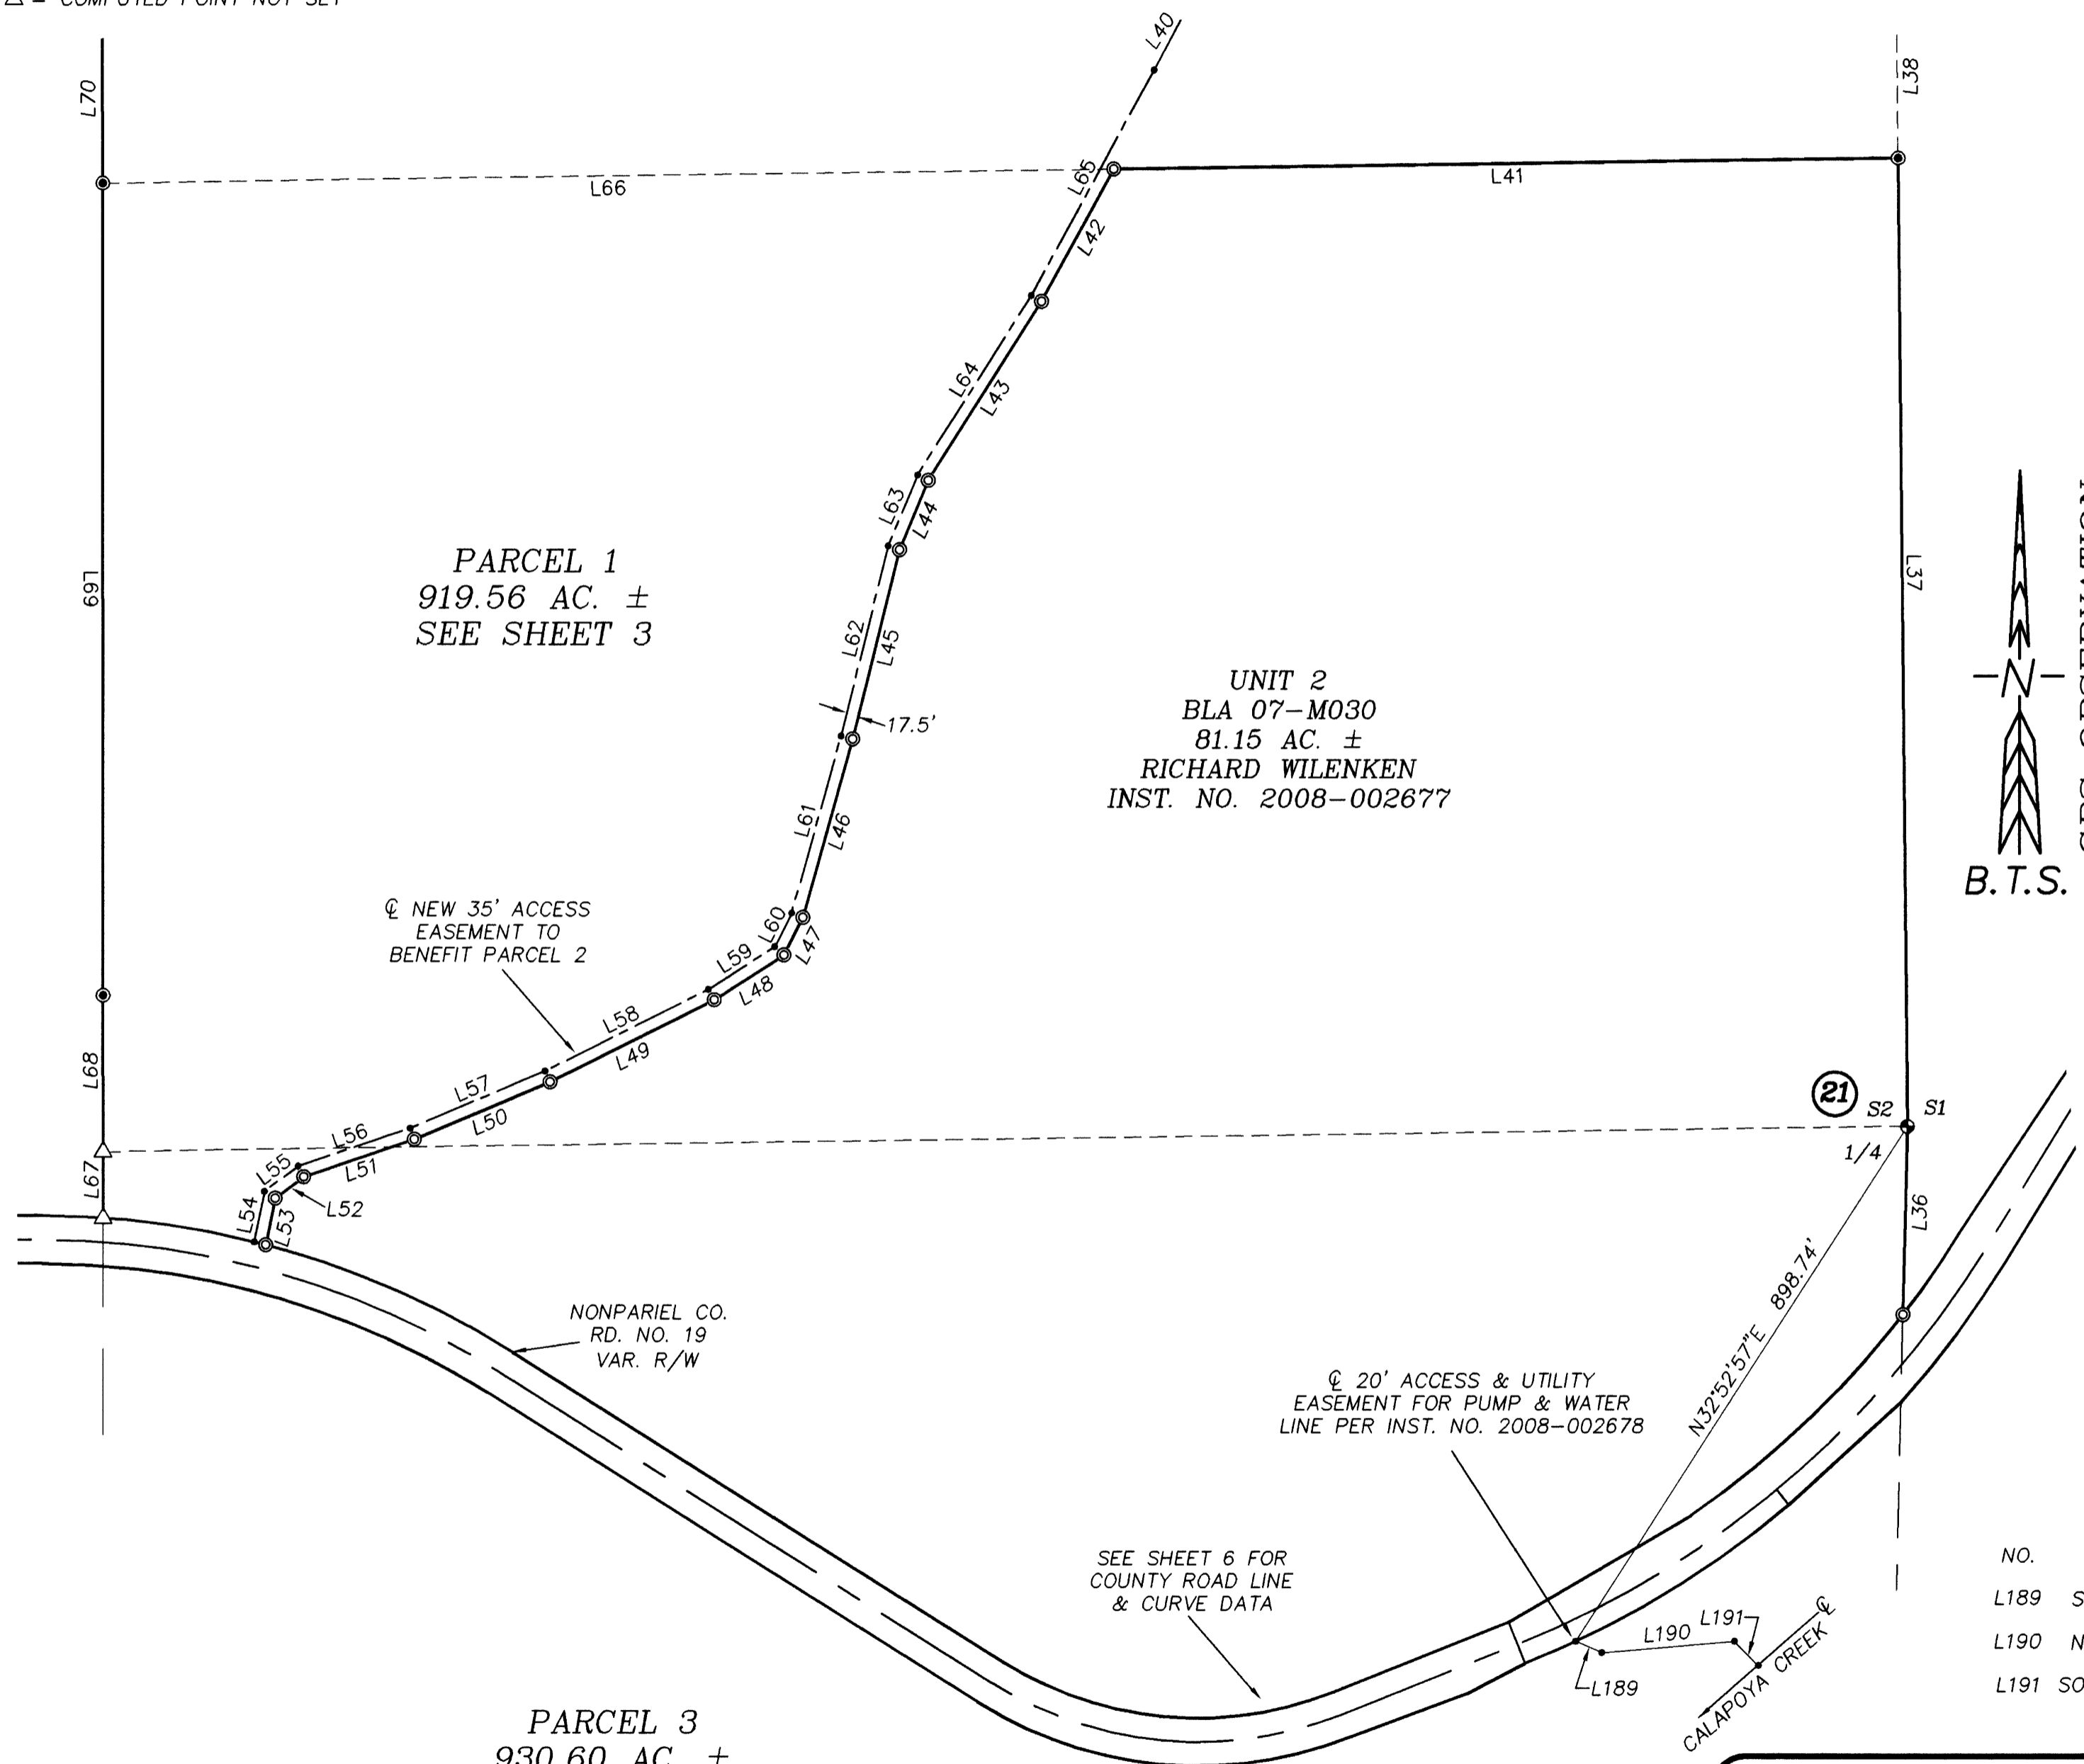 △ = COMPUTED POINT NOT SET
L40
L70
L38
L66
L65
L41
L42
L64
L43
L63
L44
PARCEL 1
919.56 AC. ±
SEE SHEET 3
L69
L37
L62
L45
17.5'
UNIT 2
BLA 07-M030
81.15 AC. ±
RICHARD WILENKEN
INST. NO. 2008-002677
N
B.T.S.
GPS OBSERVATION
L61
L46
℄ NEW 35' ACCESS
EASEMENT TO
BENEFIT PARCEL 2
L60
L47
L59
L48
L58
L49
L68
L57
L50
L56
L51
L55
L52
L67
L54
L53
21
S2 S1
1/4
L36
NONPARIEL CO.
RD. NO. 19
VAR. R/W
N32°52'57"E 898.74'
℄ 20' ACCESS & UTILITY
EASEMENT FOR PUMP & WATER
LINE PER INST. NO. 2008-002678
SEE SHEET 6 FOR
COUNTY ROAD LINE
& CURVE DATA
L191
L190
L189
CALAPOYA CREEK ℄
NO.
L189 S
L190 N
L191 SO
PARCEL 3
930.60 AC. ±